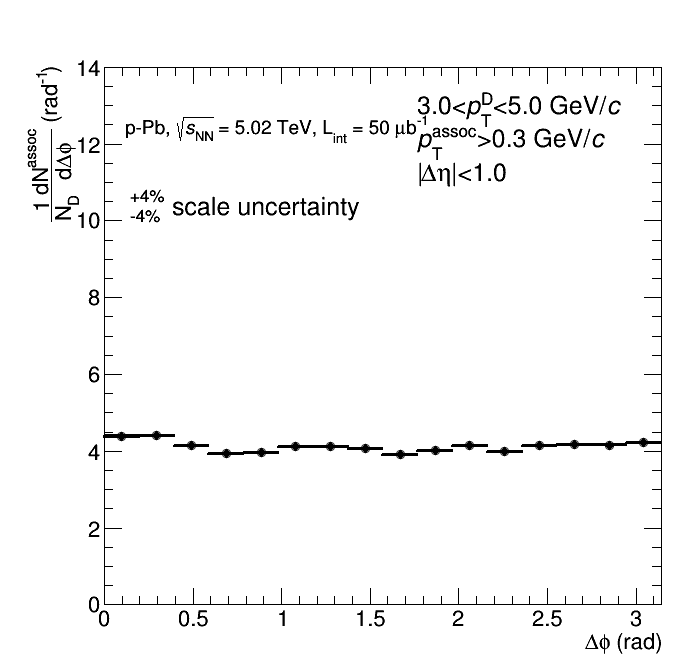 14
12
10
8
6
4
2
0
0 0.5 1 1.5 2 2.5 3
1 dN^assoc / N_D dΔϕ (rad^-1)
Δϕ (rad)
p-Pb, √s_NN = 5.02 TeV, L_int = 50 μb^-1
+4%
-4% scale uncertainty
3.0<p_T^D<5.0 GeV/c
p_T^assoc>0.3 GeV/c
|Δη|<1.0